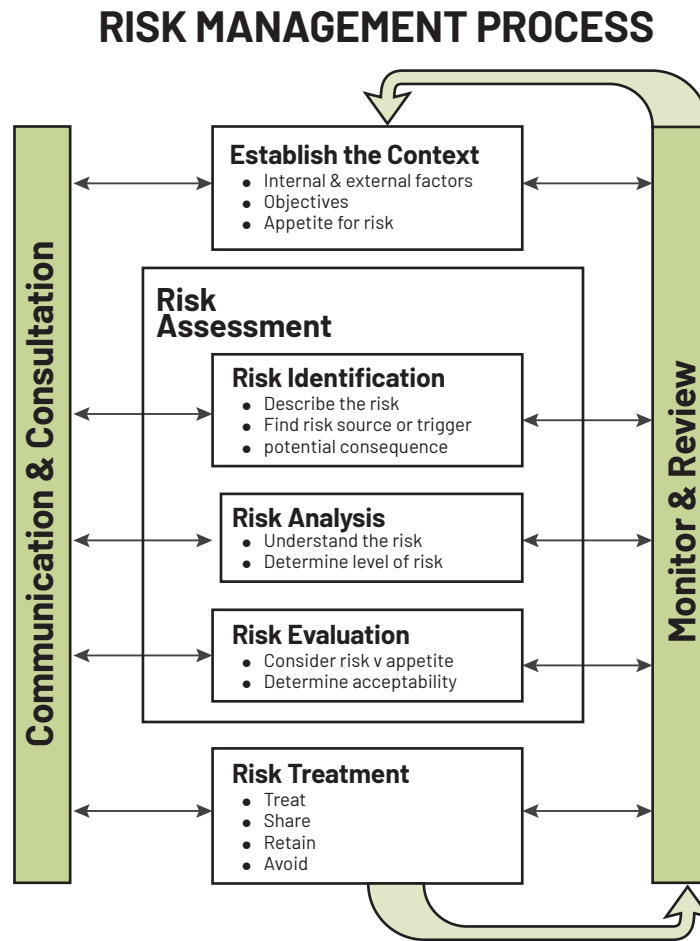 RISK MANAGEMENT PROCESS
Communication & Consultation
Establish the Context
● Internal & external factors
● Objectives
● Appetite for risk
Risk
Assessment
Risk Identification
● Describe the risk
● Find risk source or trigger
● potential consequence
Risk Analysis
● Understand the risk
● Determine level of risk
Risk Evaluation
● Consider risk v appetite
● Determine acceptability
Risk Treatment
● Treat
● Share
● Retain
● Avoid
Monitor & Review